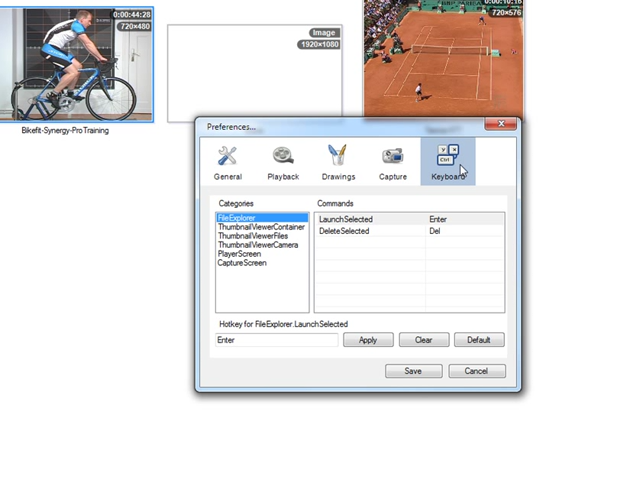 0:00:44:28
720×480
Image
1920×1080
0:00:10:16
720×576
Bikefit-Synergy-ProTraining
Preferences...
General
Playback
Drawings
Capture
Keyboard
Ctrl
Categories
Commands
FileExplorer
ThumbnailViewerContainer
ThumbnailViewerFiles
ThumbnailViewerCamera
PlayerScreen
CaptureScreen
LaunchSelected Enter
DeleteSelected Del
Hotkey for FileExplorer.LaunchSelected
Enter
Apply
Clear
Default
Save
Cancel